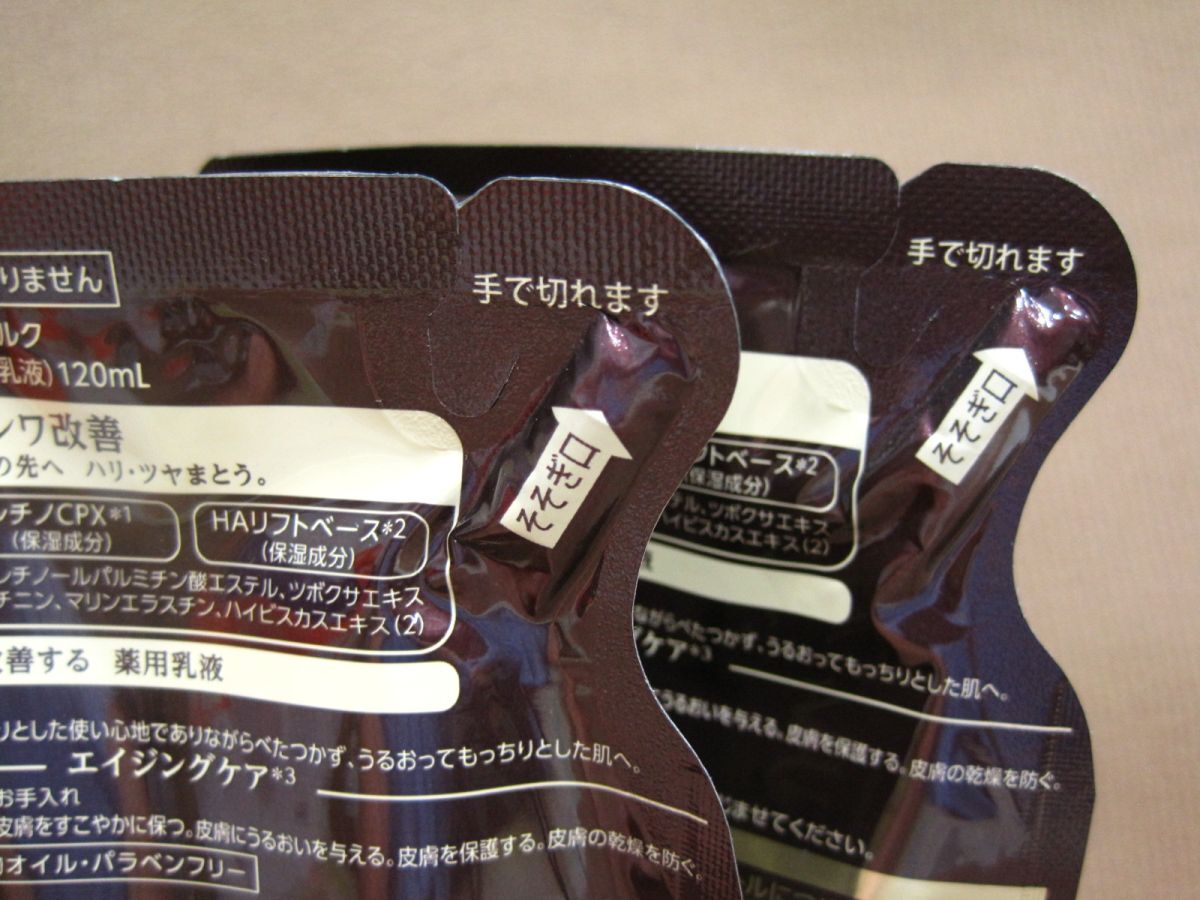 手で切れます
りません
ルク
乳液)120mL
そそぎ口
シワ改善
の先へ ハリ・ツヤまとう。
レチノCPX*1
(保湿成分)
HAリフトベース*2
(保湿成分)
レチノールパルミチン酸エステル、ツボクサエキス
チニン、マリンエラスチン、ハイビスカスエキス(2)
改善する 薬用乳液
りとした使い心地でありながらべたつかず、うるおってもっちりとした肌へ。
エイジングケア*3
お手入れ
皮膚をすこやかに保つ。皮膚にうるおいを与える。皮膚を保護する。皮膚の乾燥を防ぐ。
オイル・パラベンフリー
手で切れます
そそぎ口
フトベース*2
保湿成分)
テル、ツボクサエキス
ハイビスカスエキス(2)
ながらべたつかず、うるおってもっちりとした肌へ。
グケア*3
うるおいを与える。皮膚を保護する。皮膚の乾燥を防ぐ。
ませてください。
ールにつ